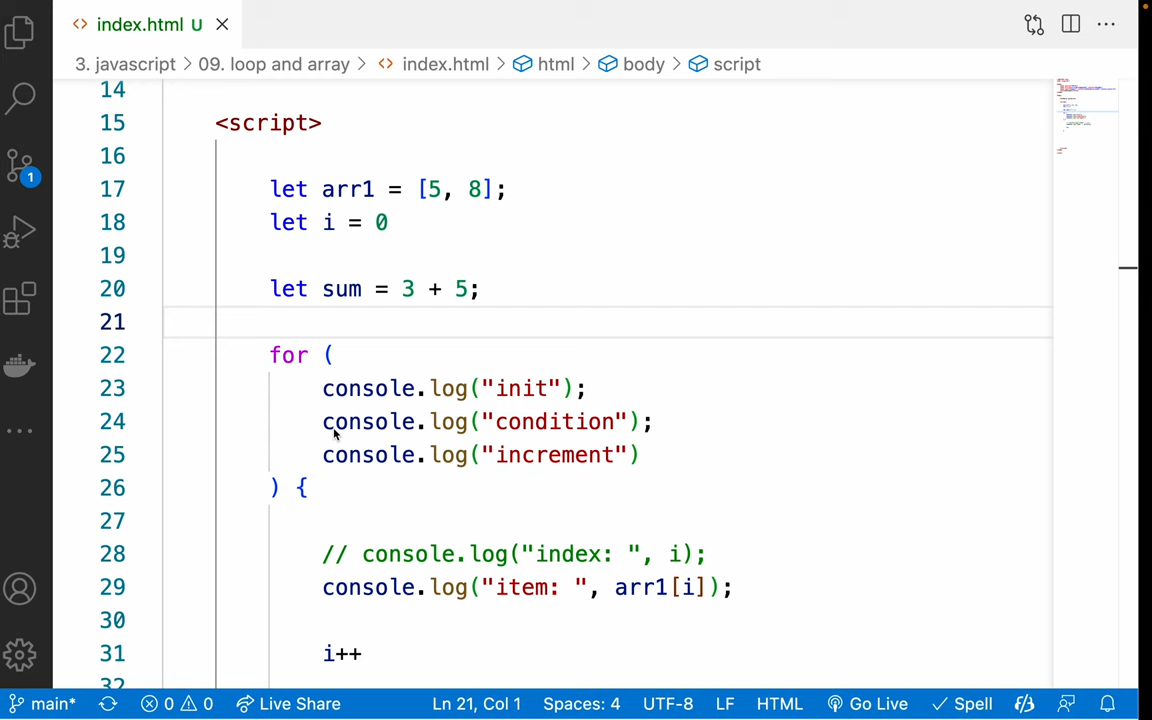 index.html U
3. javascript > 09. loop and array > index.html > html > body > script
14
15 <script>
16
17 let arr1 = [5, 8];
18 let i = 0
19
20 let sum = 3 + 5;
21
22 for (
23 console.log("init");
24 console.log("condition");
25 console.log("increment")
26 ) {
27
28 // console.log("index: ", i);
29 console.log("item: ", arr1[i]);
30
31 i++
32
1
main* 0 0 Live Share Ln 21, Col 1 Spaces: 4 UTF-8 LF HTML Go Live Spell